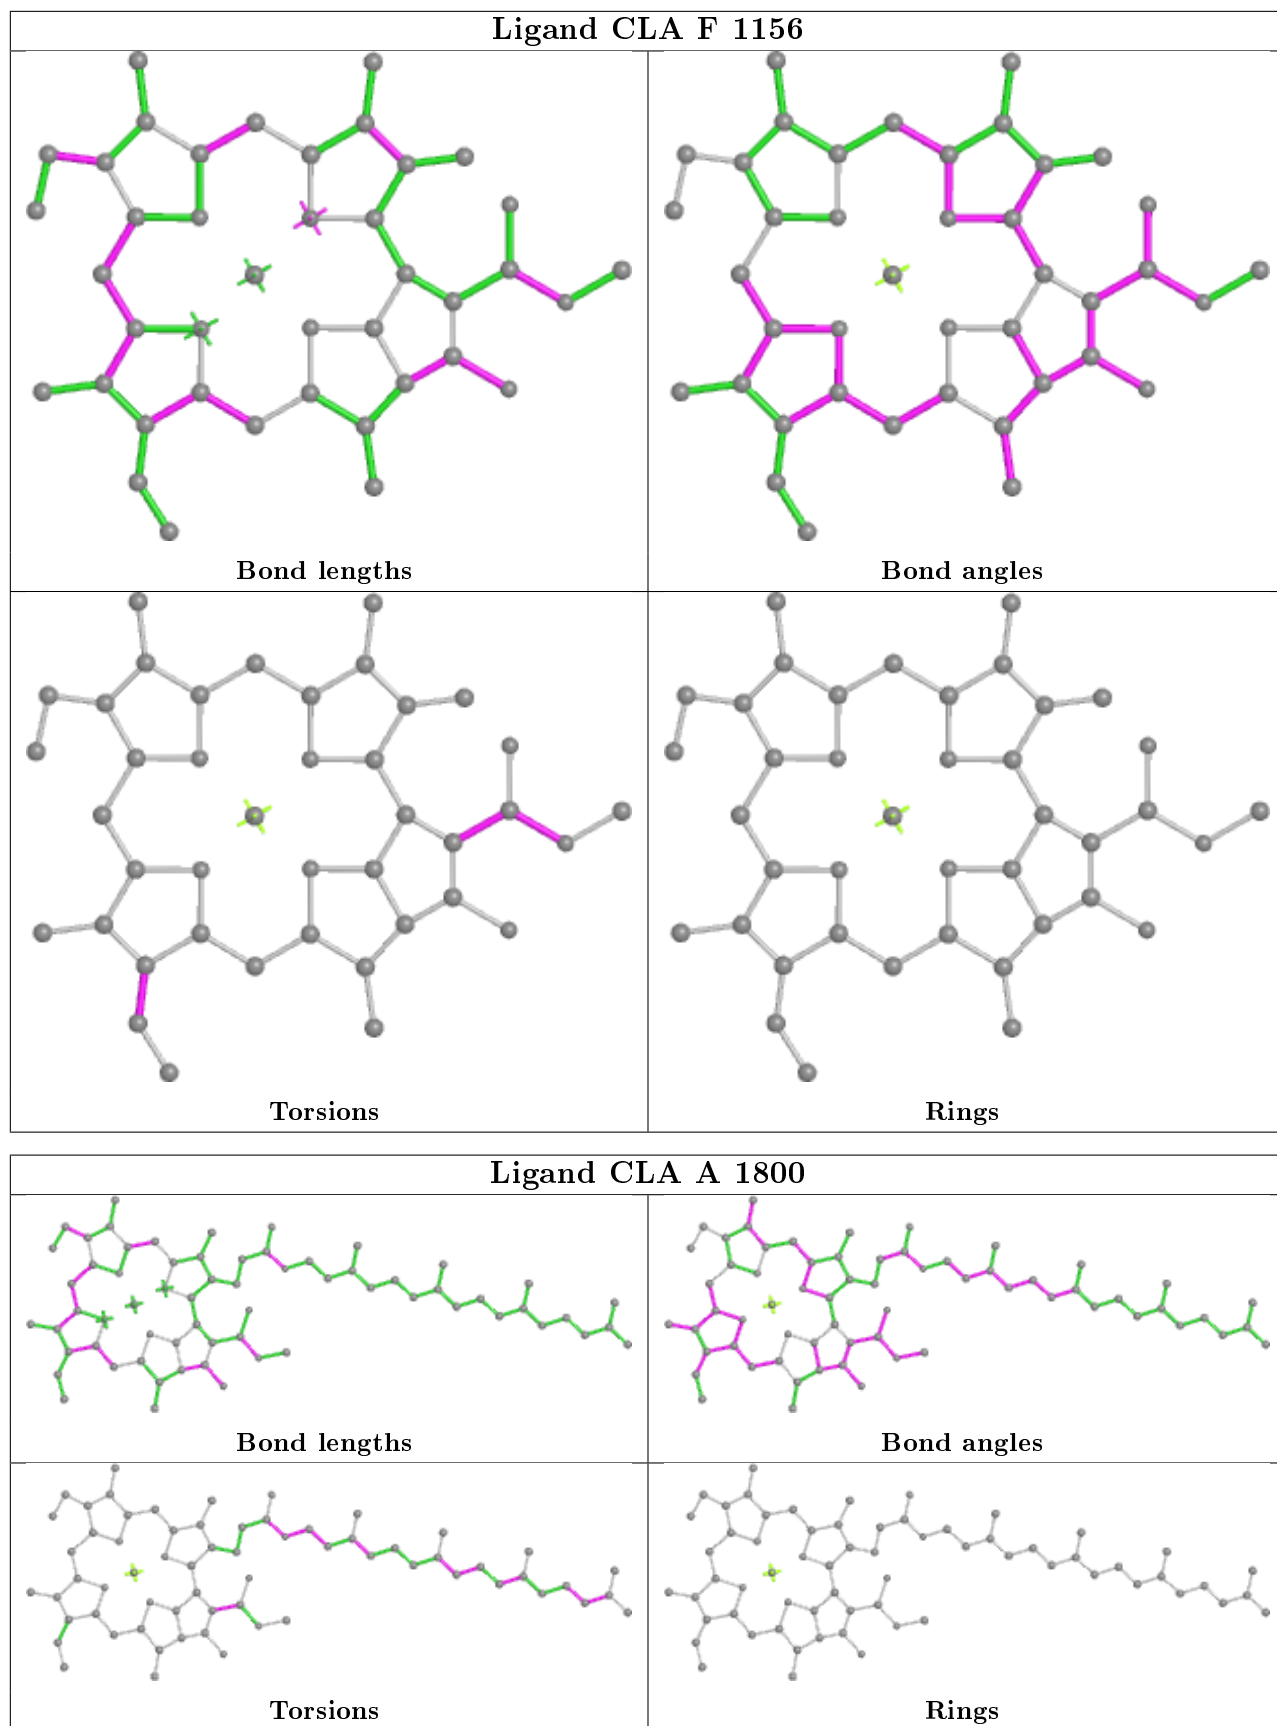 Ligand CLA F 1156
Bond lengths
Bond angles
Torsions
Rings
Ligand CLA A 1800
Bond lengths
Bond angles
Torsions
Rings